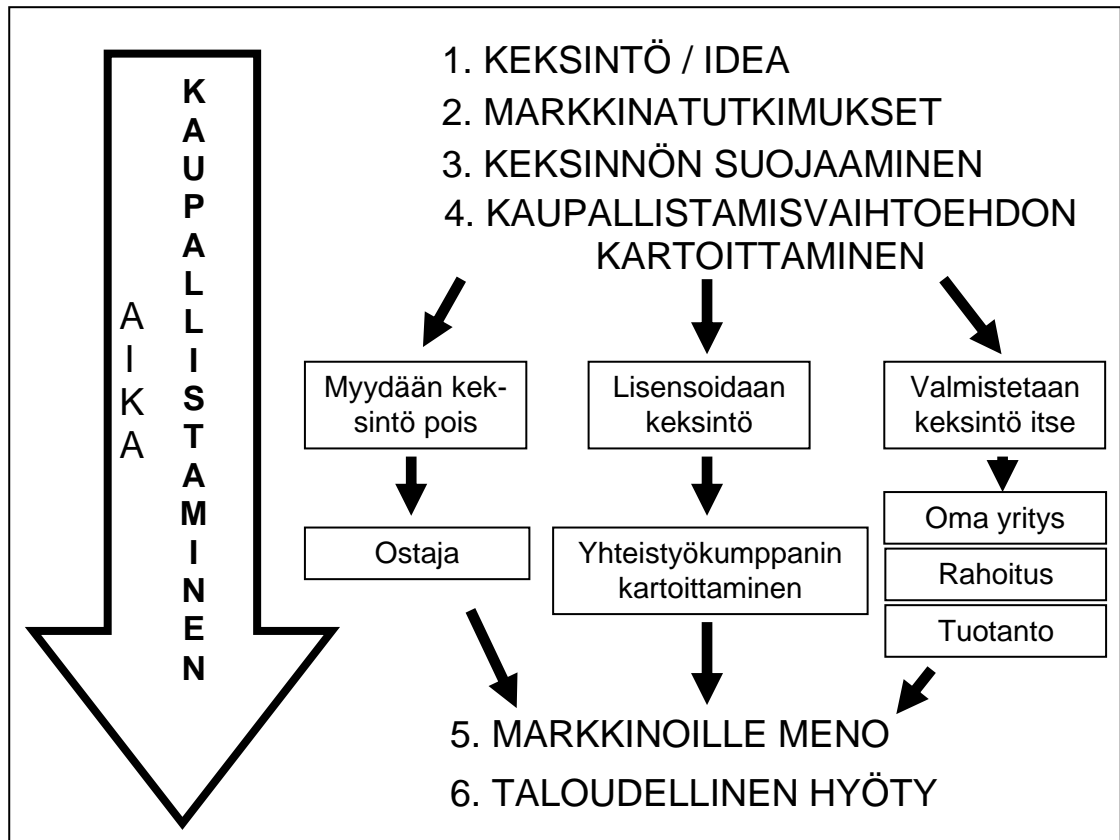 KAUPALLISTAMINEN
AIKA
1. KEKSINTÖ / IDEA
2. MARKKINATUTKIMUKSET
3. KEKSINNÖN SUOJAAMINEN
4. KAUPALLISTAMISVAIHTOEHDON
KARTOITTAMINEN
Myydään kek-
sintö pois
Lisensoidaan
keksintö
Valmistetaan
keksintö itse
Ostaja
Yhteistyökumppanin
kartoittaminen
Oma yritys
Rahoitus
Tuotanto
5. MARKKINOILLE MENO
6. TALOUDELLINEN HYÖTY